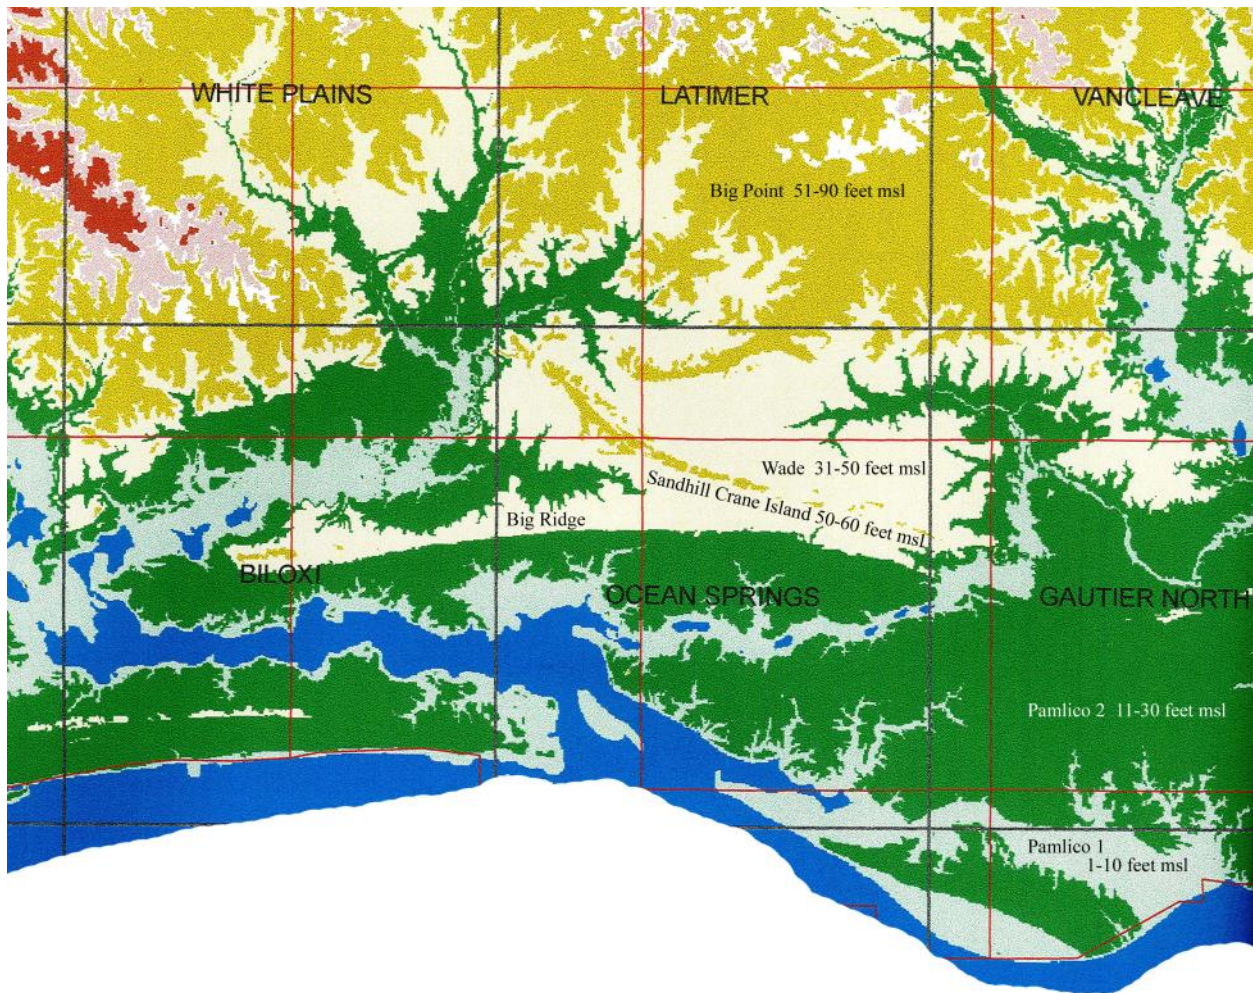 WHITE PLAINS
LATIMER
VANCLEAVE
Big Point 51-90 feet msl
Wade 31-50 feet msl
Sandhill Crane Island 50-60 feet msl
Big Ridge
BILOXI
OCEAN SPRINGS
GAUTIER NORTH
Pamlico 2 11-30 feet msl
Pamlico 1
1-10 feet msl